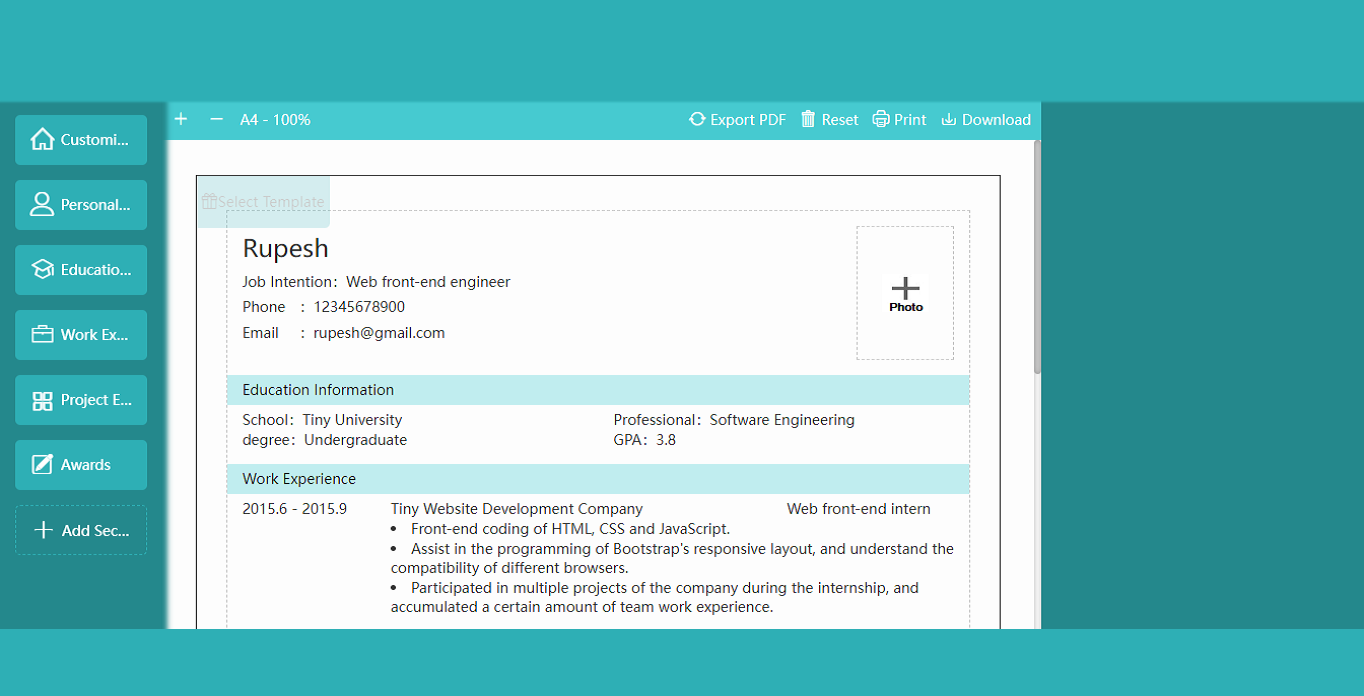 A4 - 100%
Export PDF
Reset
Print
Download
Customi...
Personal...
Educatio...
Work Ex...
Project E...
Awards
Add Sec...
Select Template
Rupesh
Job Intention: Web front-end engineer
Phone : 12345678900
Email : rupesh@gmail.com
Photo
Education Information
School: Tiny University
Professional: Software Engineering
degree: Undergraduate
GPA: 3.8
Work Experience
2015.6 - 2015.9
Tiny Website Development Company
Web front-end intern
• Front-end coding of HTML, CSS and JavaScript.
• Assist in the programming of Bootstrap's responsive layout, and understand the
compatibility of different browsers.
• Participated in multiple projects of the company during the internship, and
accumulated a certain amount of team work experience.